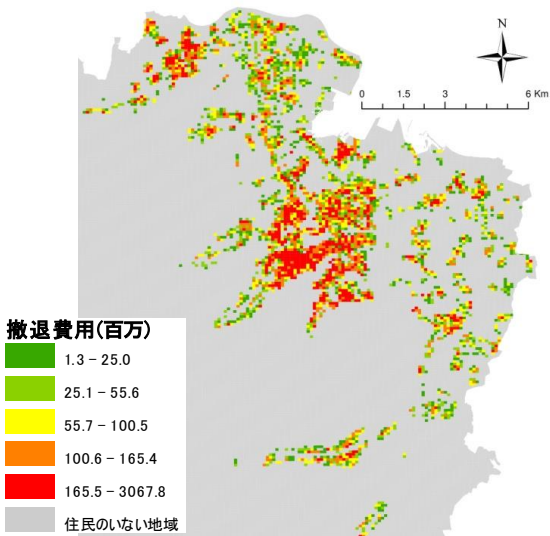 N
0 1.5 3 6 Km
撤退費用(百万)
1.3 - 25.0
25.1 - 55.6
55.7 - 100.5
100.6 - 165.4
165.5 - 3067.8
住民のいない地域